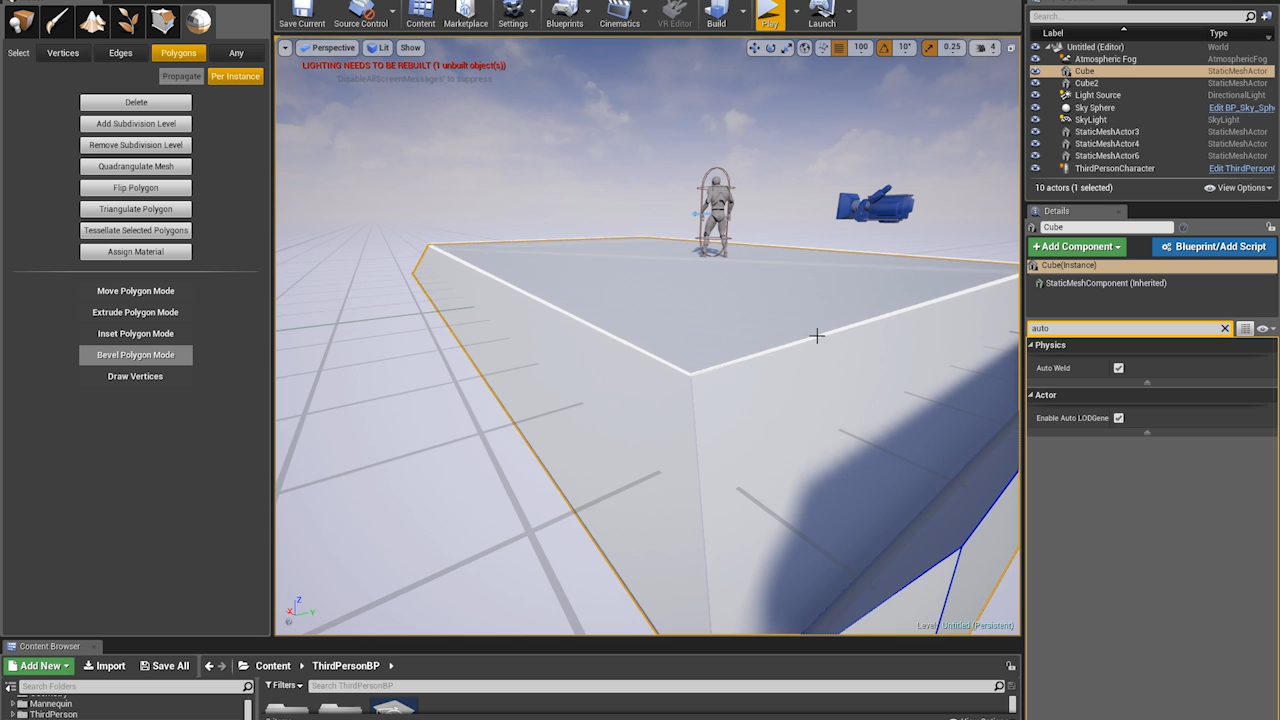 Save Current
Source Control
Content
Marketplace
Settings
Blueprints
Cinematics
VR Editor
Build
Play
Launch
Select
Vertices
Edges
Polygons
Any
Propagate
Per Instance
Delete
Add Subdivision Level
Remove Subdivision Level
Quadrangulate Mesh
Flip Polygon
Triangulate Polygon
Tessellate Selected Polygons
Assign Material
Move Polygon Mode
Extrude Polygon Mode
Inset Polygon Mode
Bevel Polygon Mode
Draw Vertices
Perspective
Lit
Show
100
10°
0.25
4
LIGHTING NEEDS TO BE REBUILT (1 unbuilt object(s))
'DisableAllScreenMessages' to suppress
Z
X
Y
Level: Untitled (Persistent)
Search...
Label
Type
Untitled (Editor) World
Atmospheric Fog AtmosphericFog
Cube StaticMeshActor
Cube2 StaticMeshActor
Light Source DirectionalLight
Sky Sphere Edit BP_Sky_Sph
SkyLight SkyLight
StaticMeshActor3 StaticMeshActor
StaticMeshActor4 StaticMeshActor
StaticMeshActor6 StaticMeshActor
ThirdPersonCharacter Edit ThirdPerson
10 actors (1 selected)
View Options
Details
Cube
+Add Component
Blueprint/Add Script
Cube(Instance)
StaticMeshComponent (Inherited)
auto
Physics
Auto Weld
Actor
Enable Auto LODGene
Content Browser
Add New
Import
Save All
Content
ThirdPersonBP
Search Folders
Filters
Search ThirdPersonBP
Mannequin
ThirdPerson